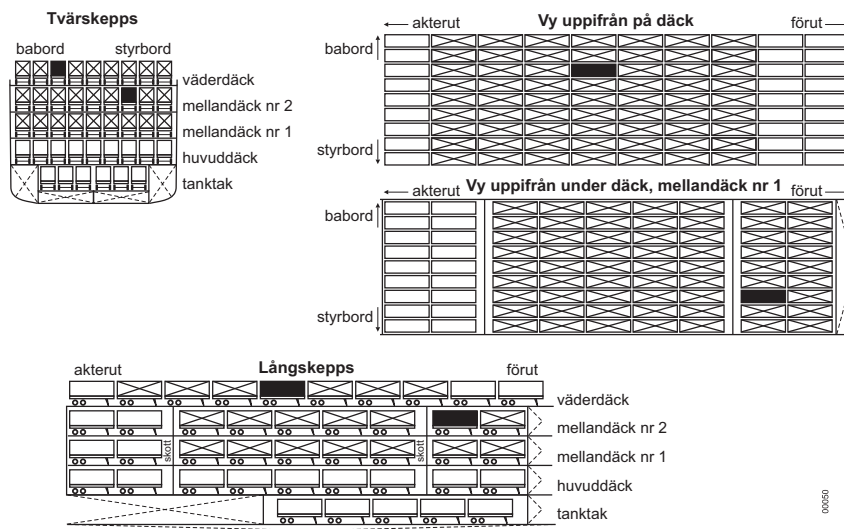 Tvärskepps
babord styrbord
väderdäck
mellandäck nr 2
mellandäck nr 1
huvuddäck
tanktak
Vy uppifrån på däck
akterut förut
babord
styrbord
Vy uppifrån under däck, mellandäck nr 1
akterut förut
babord
styrbord
Långskepps
akterut förut
väderdäck
mellandäck nr 2
skott skott
mellandäck nr 1
huvuddäck
tanktak
00050